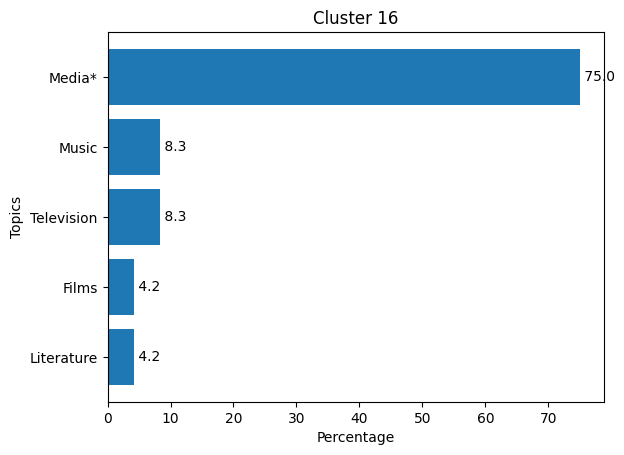 Cluster 16
Topics
Media* 75.0
Music 8.3
Television 8.3
Films 4.2
Literature 4.2
0 10 20 30 40 50 60 70
Percentage